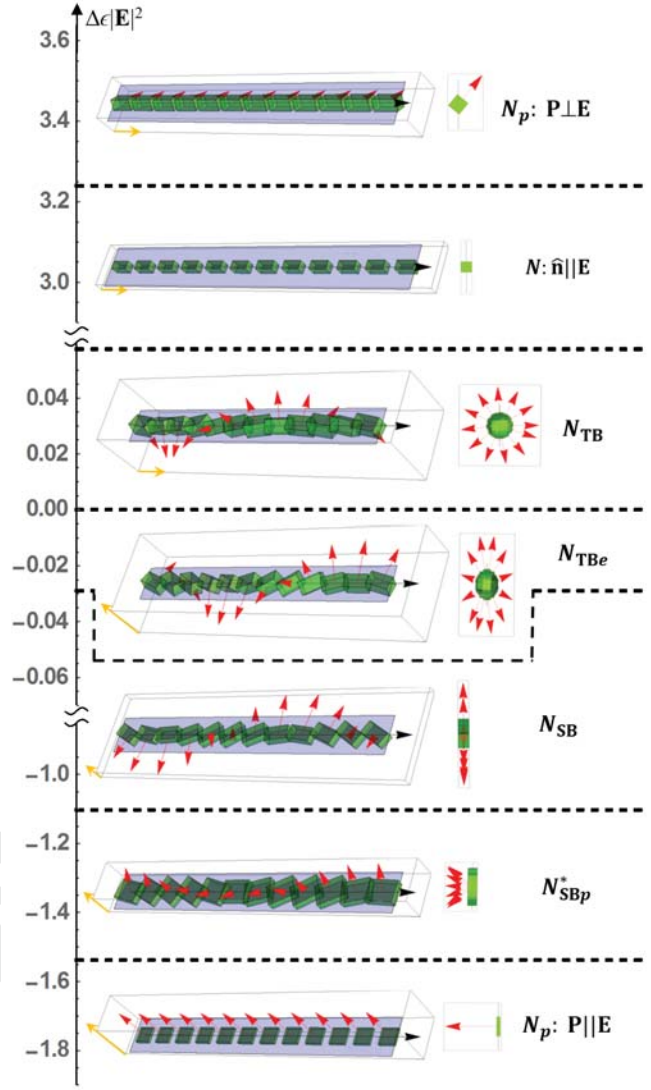 Δϵ|𝐄|²
3.6
3.4
N_p: P⊥E
3.2
3.0
N: n̂||E
0.04
N_TB
0.02
0.00
-0.02
N_TBe
-0.04
-0.06
N_SB
-1.0
-1.2
N*_SBp
-1.4
-1.6
N_p: P||E
-1.8